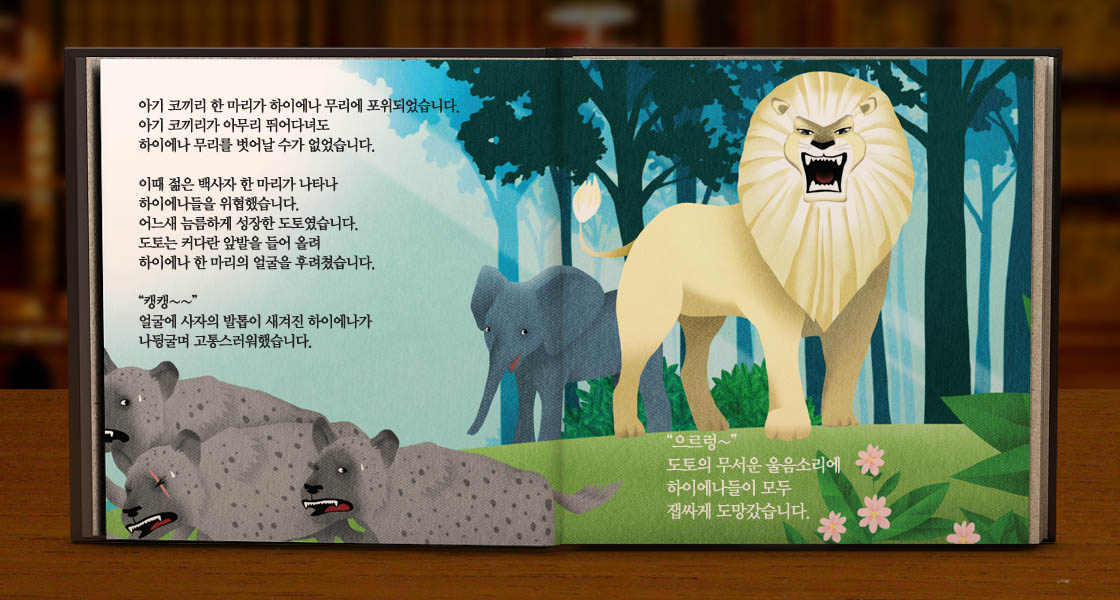 아기 코끼리 한 마리가 하이에나 무리에 포위되었습니다.
아기 코끼리가 아무리 뛰어다녀도
하이에나 무리를 벗어날 수가 없었습니다.
이때 젊은 백사자 한 마리가 나타나
하이에나들을 위협했습니다.
어느새 늠름하게 성장한 도토였습니다.
도토는 커다란 앞발을 들어 올려
하이에나 한 마리의 얼굴을 후려쳤습니다.
“캥캥~~”
얼굴에 사자의 발톱이 새겨진 하이에나가
나뒹굴며 고통스러워했습니다.
“으르렁~”
도토의 무서운 울음소리에
하이에나들이 모두
잽싸게 도망갔습니다.